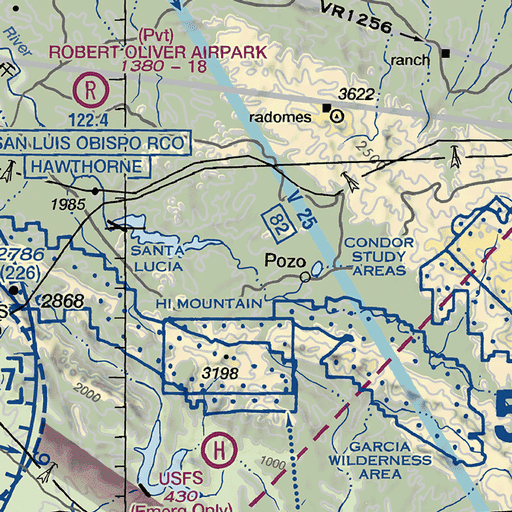 VR1256
(Pvt)
ROBERT OLIVER AIRPARK
1380 - 18
River
R
ranch
3622
radomes
122.4
2500
SAN LUIS OBISPO RCO
HAWTHORNE
1985
V 25
82
CONDOR
STUDY
AREAS
SANTA
LUCIA
Pozo
2786
(226)
2868
HI MOUNTAIN
3198
2000
5
H
1000
GARCIA
WILDERNESS
AREA
USFS
430
(Emerg Only)